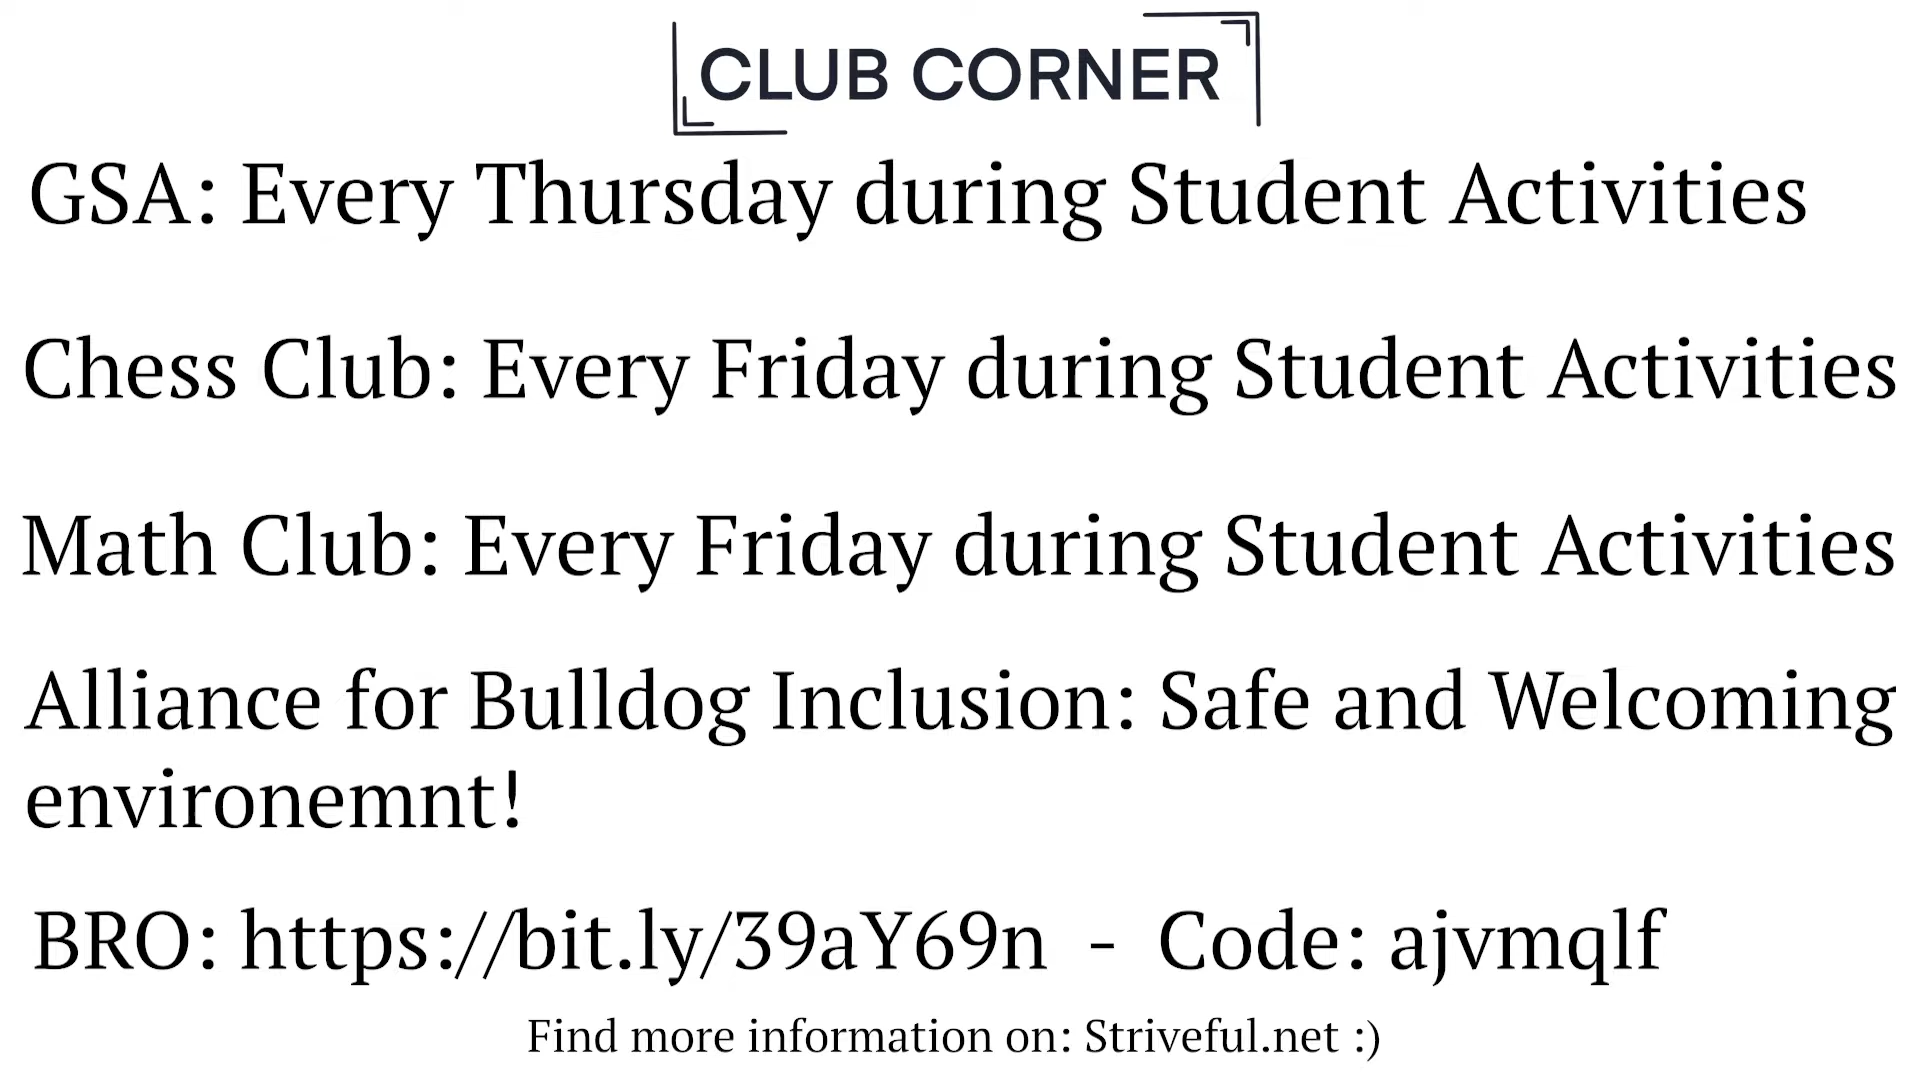 CLUB CORNER
GSA: Every Thursday during Student Activities
Chess Club: Every Friday during Student Activities
Math Club: Every Friday during Student Activities
Alliance for Bulldog Inclusion: Safe and Welcoming
environemnt!
BRO: https://bit.ly/39aY69n - Code: ajvmqlf
Find more information on: Striveful.net :)